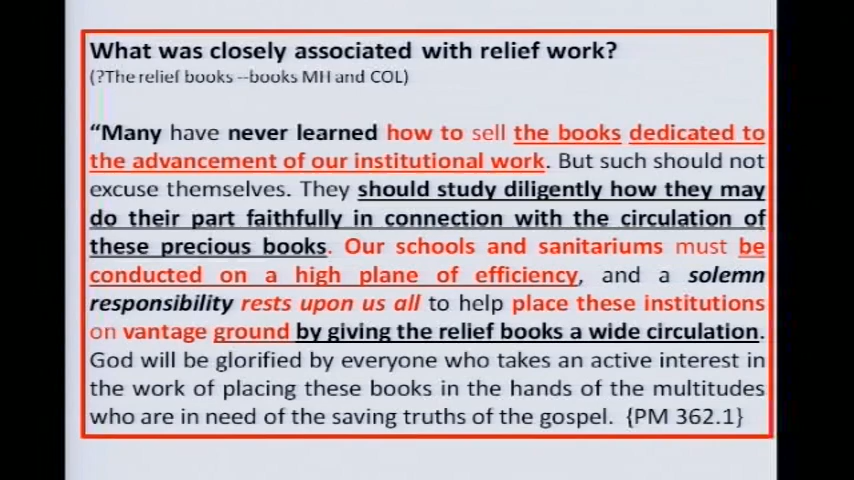 What was closely associated with relief work?
(?The relief books --books MH and COL)
“Many have never learned how to sell the books dedicated to
the advancement of our institutional work. But such should not
excuse themselves. They should study diligently how they may
do their part faithfully in connection with the circulation of
these precious books. Our schools and sanitariums must be
conducted on a high plane of efficiency, and a solemn
responsibility rests upon us all to help place these institutions
on vantage ground by giving the relief books a wide circulation.
God will be glorified by everyone who takes an active interest in
the work of placing these books in the hands of the multitudes
who are in need of the saving truths of the gospel. {PM 362.1}